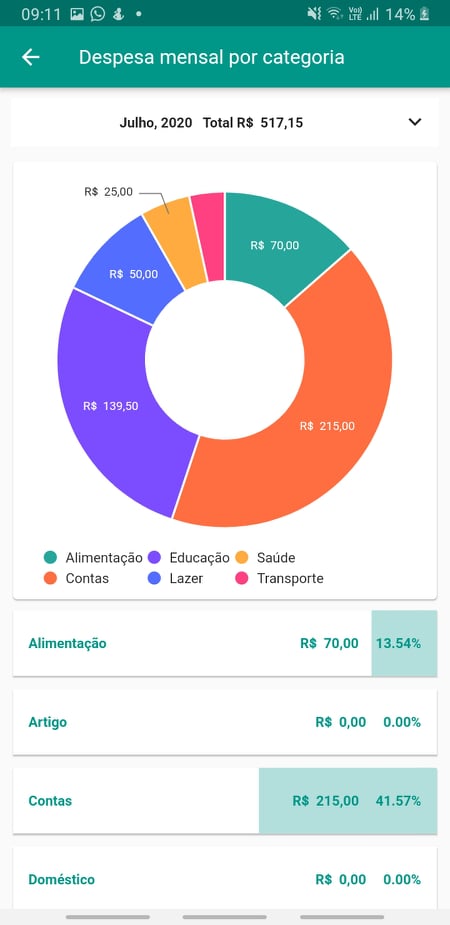 09:11 Vo) LTE 14%
Despesa mensal por categoria
Julho, 2020 Total R$ 517,15
R$ 25,00
R$ 70,00
R$ 50,00
R$ 139,50
R$ 215,00
Alimentação Educação Saúde
Contas Lazer Transporte
Alimentação R$ 70,00 13.54%
Artigo R$ 0,00 0.00%
Contas R$ 215,00 41.57%
Doméstico R$ 0,00 0.00%